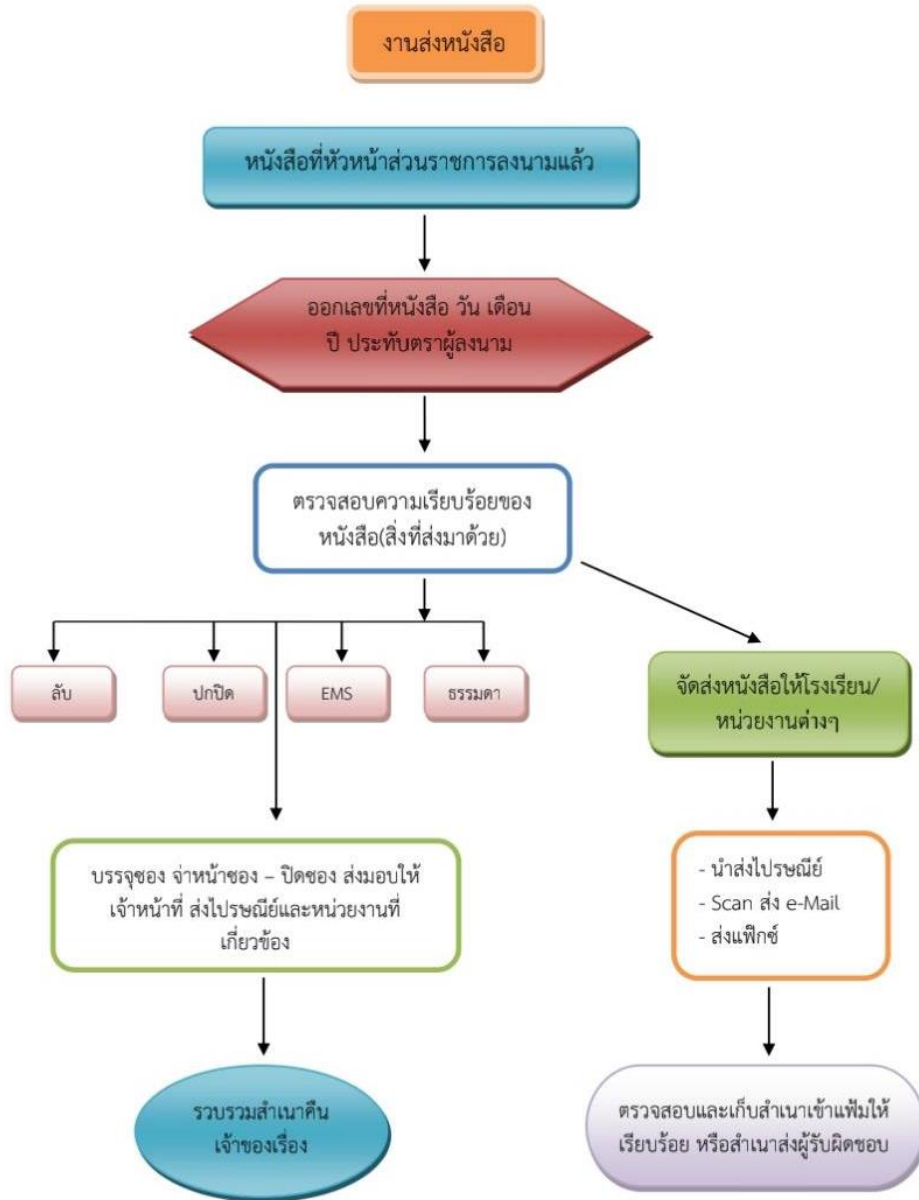 งานส่งหนังสือ
หนังสือที่หัวหน้าส่วนราชการลงนามแล้ว
ออกเลขที่หนังสือ วัน เดือน
ปี ประทับตราผู้ลงนาม
ตรวจสอบความเรียบร้อยของ
หนังสือ(สิ่งที่ส่งมาด้วย)
ลับ
ปกปิด
EMS
ธรรมดา
จัดส่งหนังสือให้โรงเรียน/
หน่วยงานต่างๆ
บรรจุซอง จ่าหน้าซอง – ปิดซอง ส่งมอบให้
เจ้าหน้าที่ ส่งไปรษณีย์และหน่วยงานที่
เกี่ยวข้อง
- นำส่งไปรษณีย์
- Scan ส่ง e-Mail
- ส่งแฟ็กซ์
รวบรวมสำเนาคืน
เจ้าของเรื่อง
ตรวจสอบและเก็บสำเนาเข้าแฟ้มให้
เรียบร้อย หรือสำเนาส่งผู้รับผิดชอบ